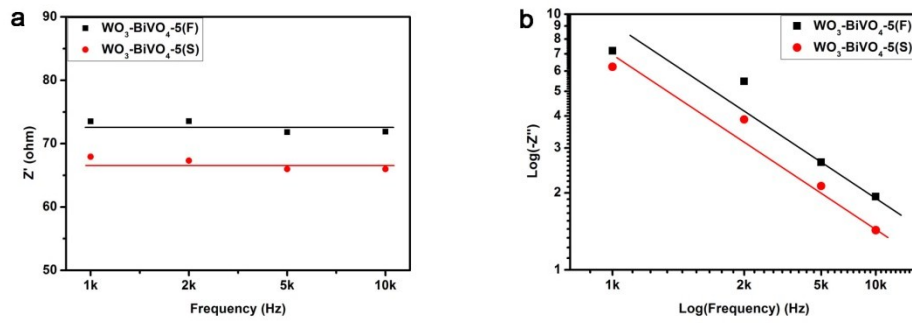 a
90
80
70
60
50
Z' (ohm)
WO₃-BiVO₄-5(F)
WO₃-BiVO₄-5(S)
1k 2k 5k 10k
Frequency (Hz)
b
10
9
8
7
6
5
4
3
2
1
Log(-Z'')
WO₃-BiVO₄-5(F)
WO₃-BiVO₄-5(S)
1k 2k 5k 10k
Log(Frequency) (Hz)